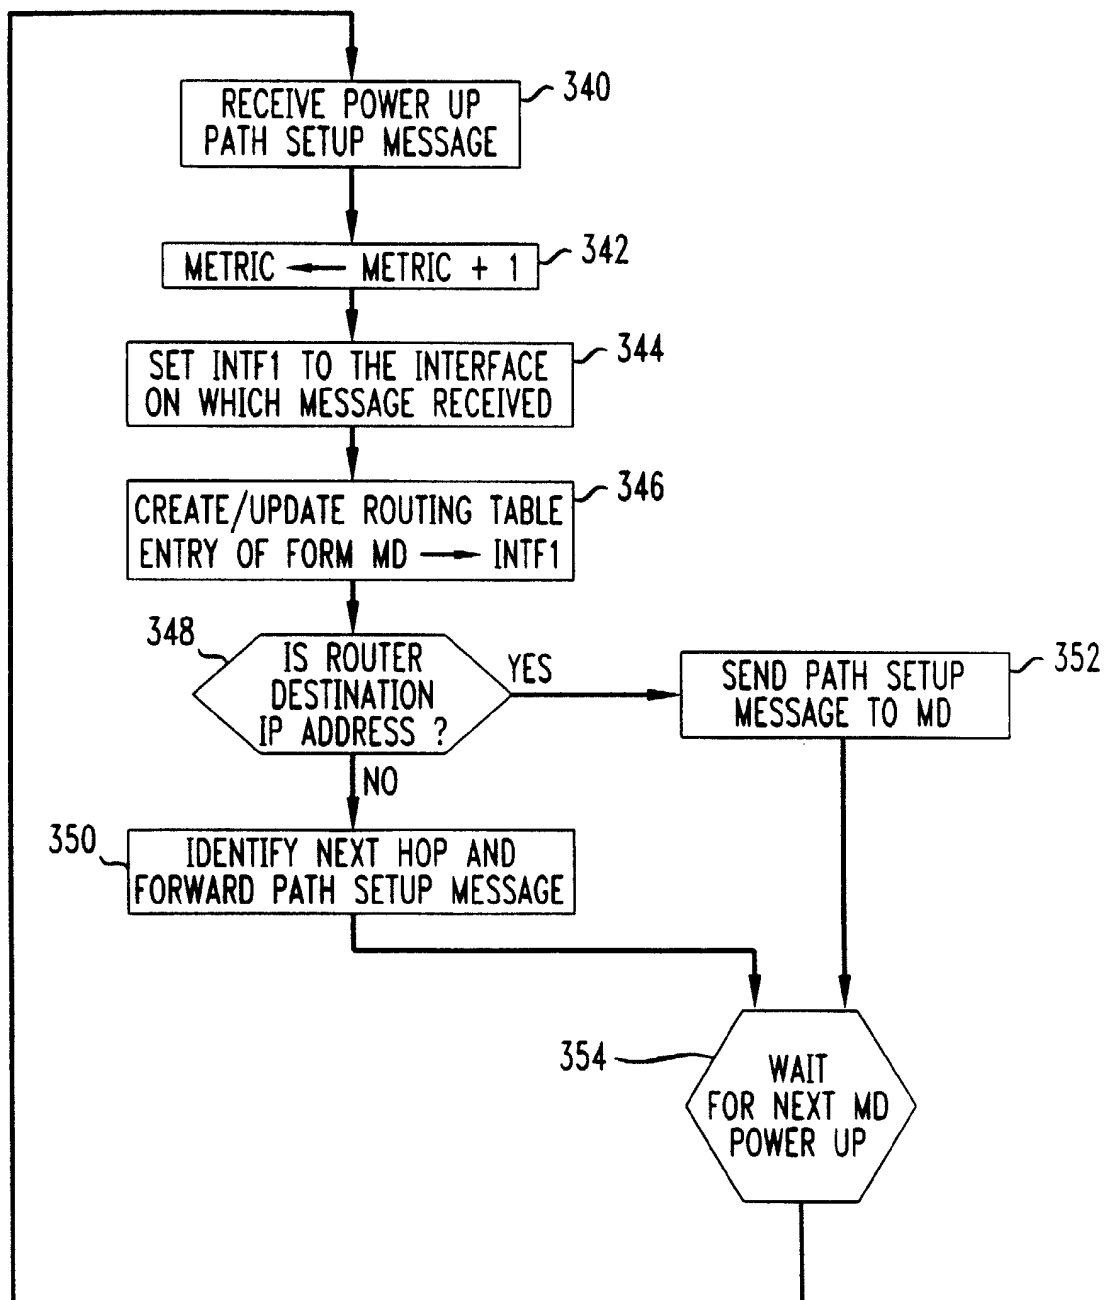 RECEIVE POWER UP
PATH SETUP MESSAGE
340
METRIC ← METRIC + 1
342
SET INTF1 TO THE INTERFACE
ON WHICH MESSAGE RECEIVED
344
CREATE/UPDATE ROUTING TABLE
ENTRY OF FORM MD → INTF1
346
348
IS ROUTER
DESTINATION
IP ADDRESS ?
YES
NO
SEND PATH SETUP
MESSAGE TO MD
352
350
IDENTIFY NEXT HOP AND
FORWARD PATH SETUP MESSAGE
354
WAIT
FOR NEXT MD
POWER UP